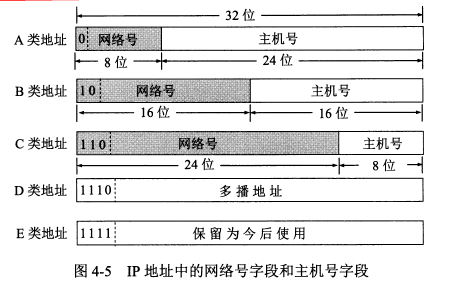 32 位
A 类地址 0 网络号 主机号
8 位 24 位
B 类地址 10 网络号 主机号
16 位 16 位
C 类地址 110 网络号 主机号
24 位 8 位
D 类地址 1110 多播地址
E 类地址 1111 保留为今后使用
图 4-5 IP 地址中的网络号字段和主机号字段